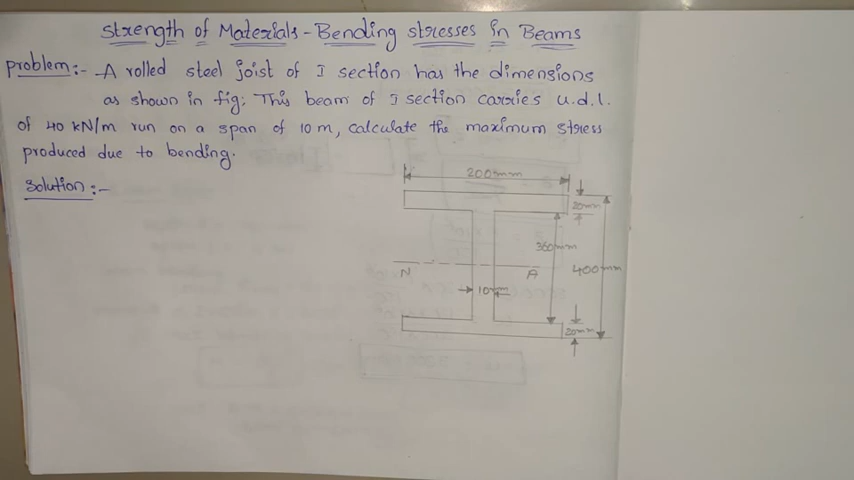 Strength of Materials - Bending stresses in Beams
Problem:- A rolled steel joist of I section has the dimensions
as shown in fig: This beam of I section carries u.d.l.
of 40 kN/m run on a span of 10 m, calculate the maximum stress
produced due to bending.
Solution:-
200mm
20mm
360mm
N A 400mm
10mm
20mm